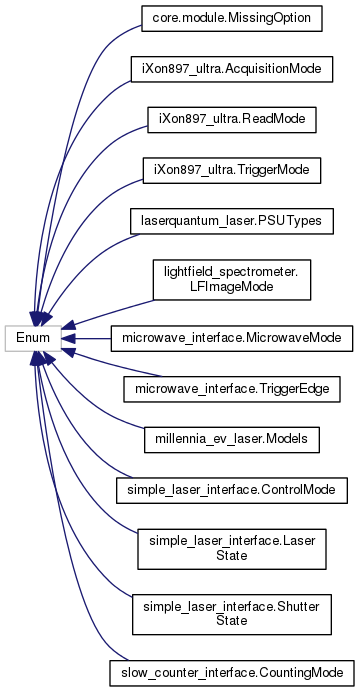 core.module.MissingOption
iXon897_ultra.AcquisitionMode
iXon897_ultra.ReadMode
iXon897_ultra.TriggerMode
laserquantum_laser.PSUTypes
lightfield_spectrometer.
LFImageMode
Enum
microwave_interface.MicrowaveMode
microwave_interface.TriggerEdge
millennia_ev_laser.Models
simple_laser_interface.ControlMode
simple_laser_interface.Laser
State
simple_laser_interface.Shutter
State
slow_counter_interface.CountingMode